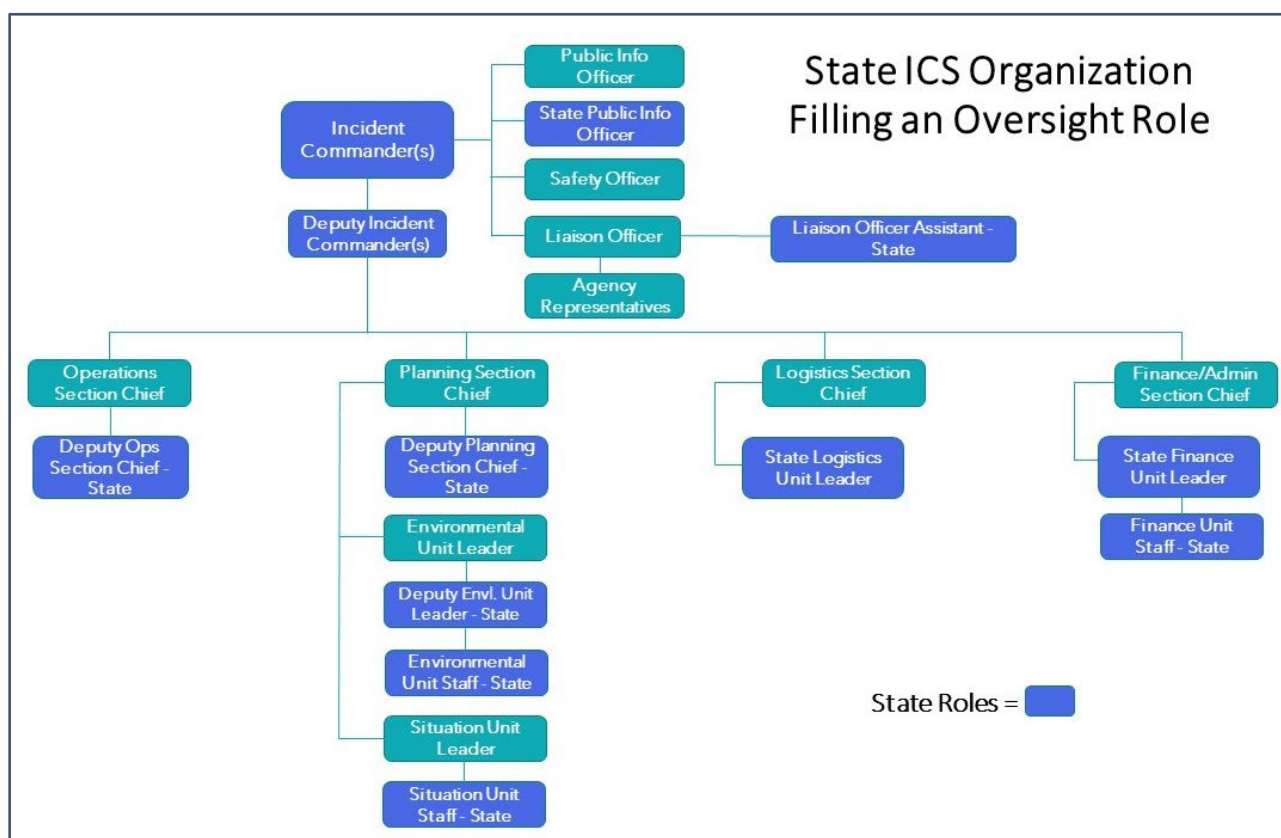 State ICS Organization
Filling an Oversight Role
Public Info
Officer
Incident
Commander(s)
State Public Info
Officer
Safety Officer
Deputy Incident
Commander(s)
Liaison Officer
Liaison Officer Assistant -
State
Agency
Representatives
Operations
Section Chief
Deputy Ops
Section Chief -
State
Planning Section
Chief
Deputy Planning
Section Chief -
State
Environmental
Unit Leader
Deputy Envl. Unit
Leader - State
Environmental
Unit Staff - State
Situation Unit
Leader
Situation Unit
Staff - State
Logistics Section
Chief
State Logistics
Unit Leader
Finance/Admin
Section Chief
State Finance
Unit Leader
Finance Unit
Staff - State
State Roles =